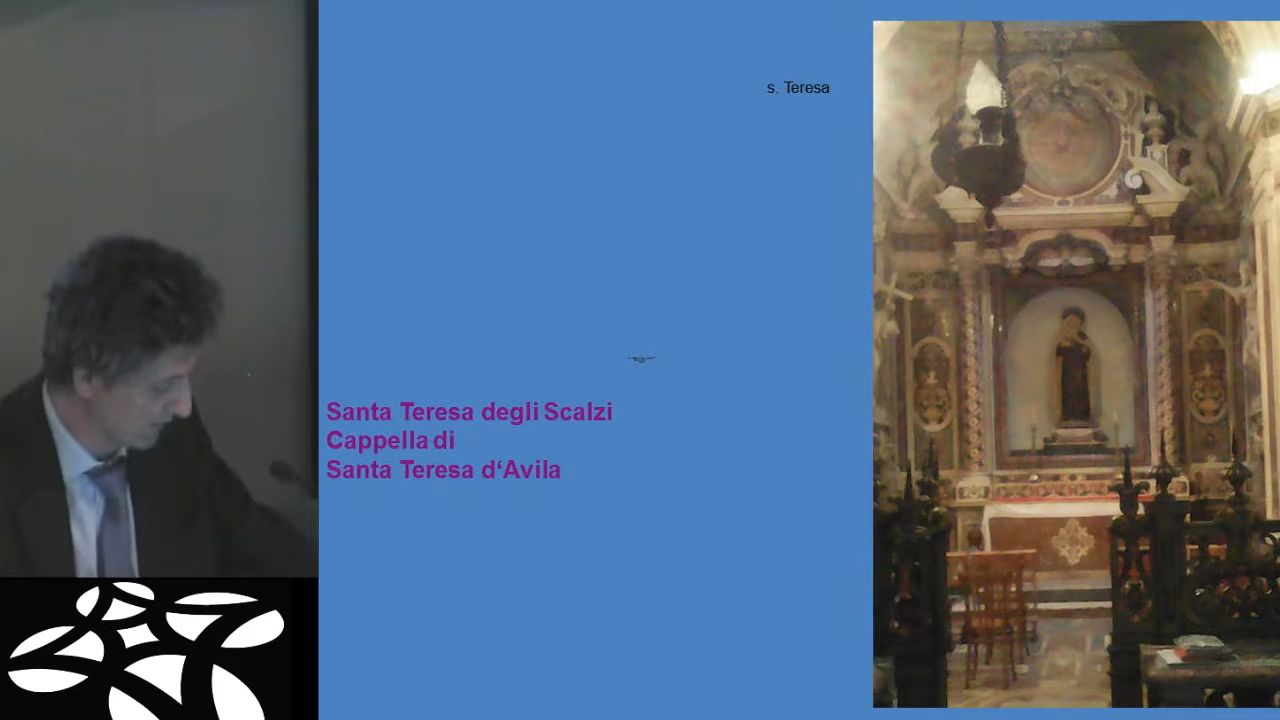 s. Teresa
Santa Teresa degli Scalzi
Cappella di
Santa Teresa d‘Avila